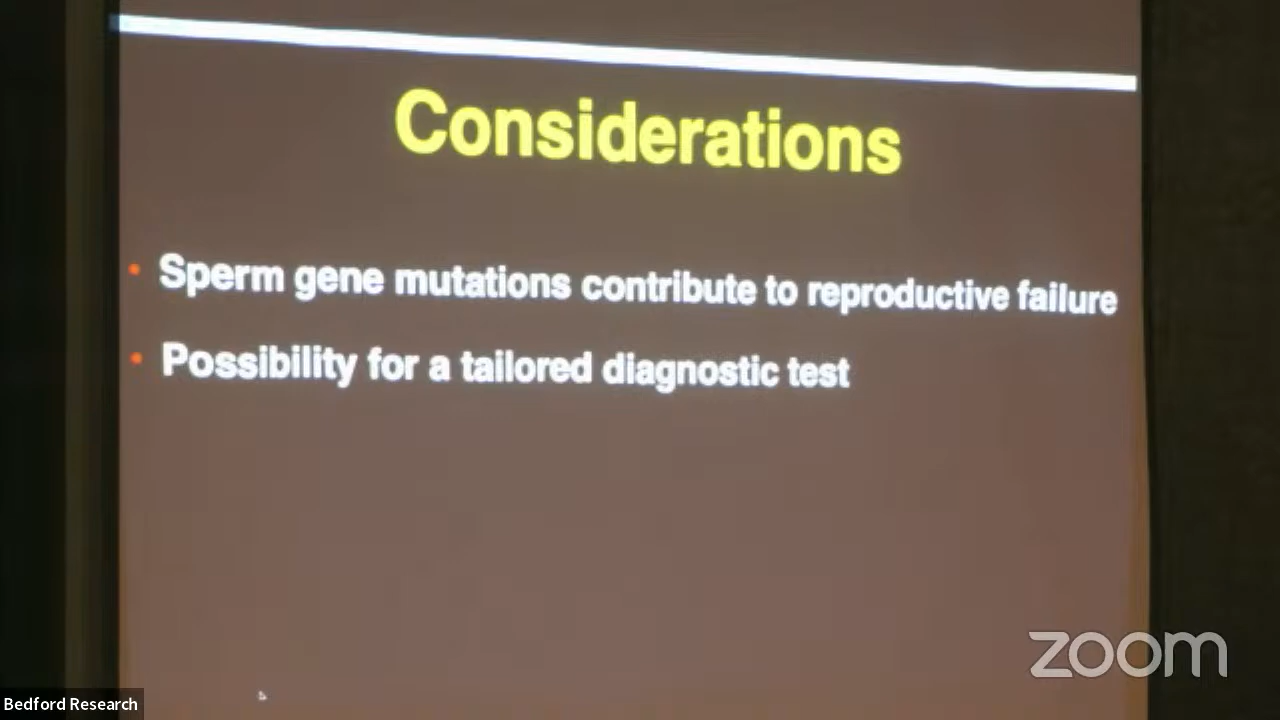 Considerations
• Sperm gene mutations contribute to reproductive failure
• Possibility for a tailored diagnostic test
zoom
Bedford Research